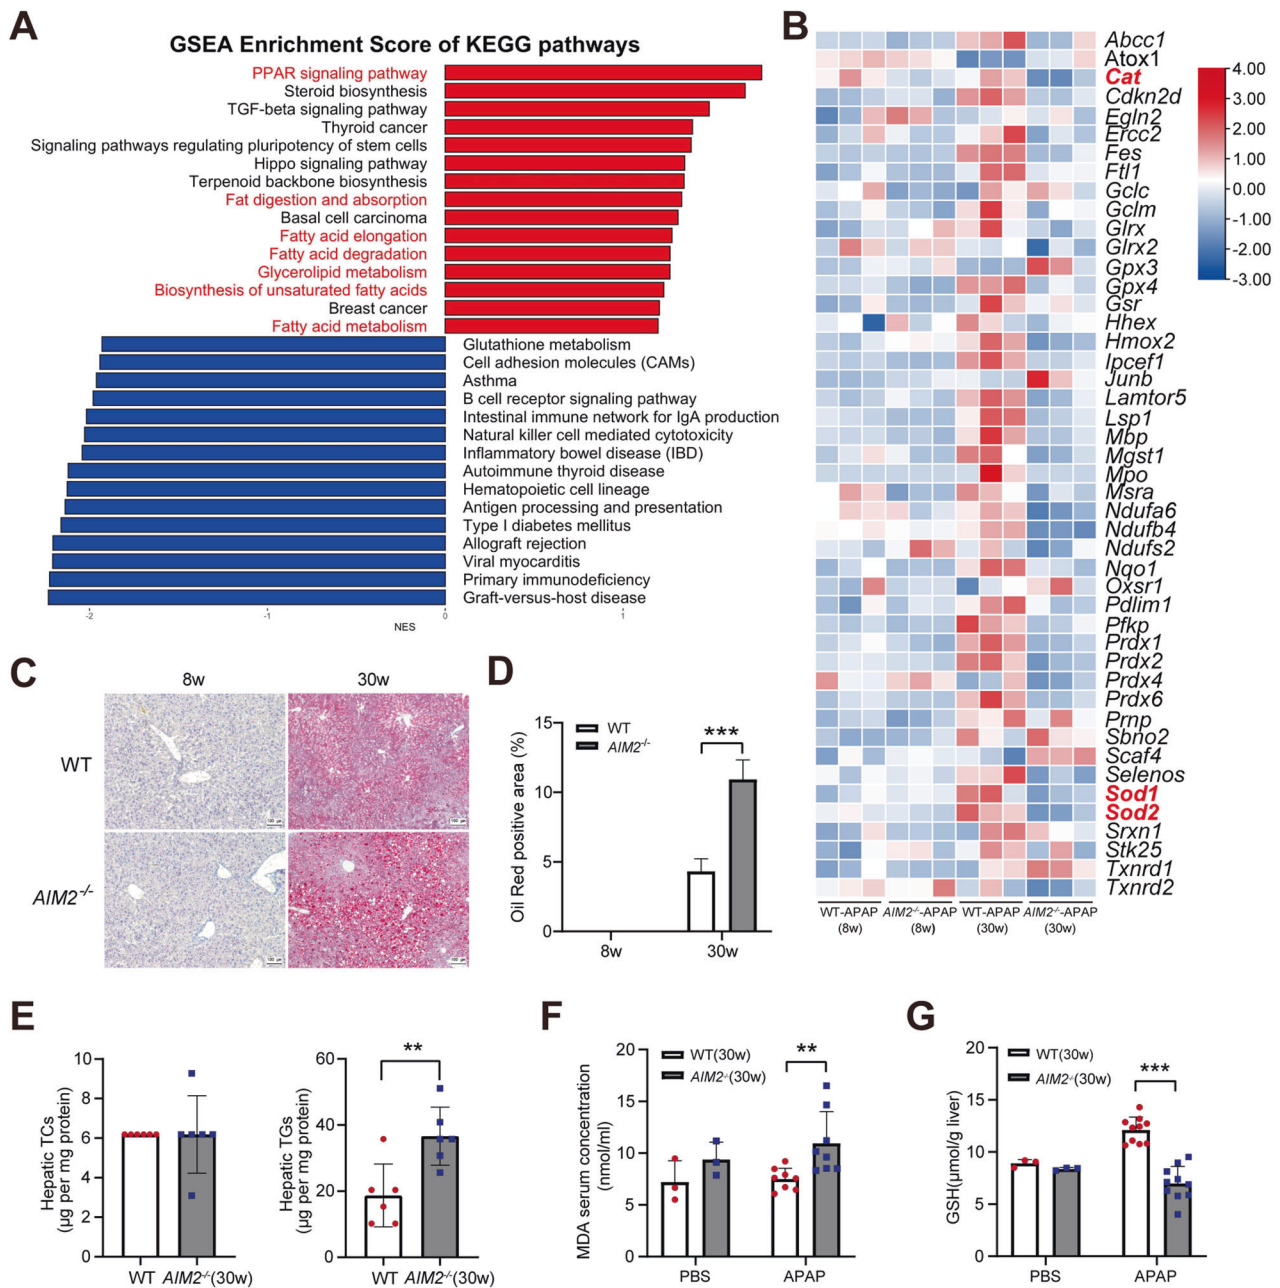 A
GSEA Enrichment Score of KEGG pathways
PPAR signaling pathway
Steroid biosynthesis
TGF-beta signaling pathway
Thyroid cancer
Signaling pathways regulating pluripotency of stem cells
Hippo signaling pathway
Terpenoid backbone biosynthesis
Fat digestion and absorption
Basal cell carcinoma
Fatty acid elongation
Fatty acid degradation
Glycerolipid metabolism
Biosynthesis of unsaturated fatty acids
Breast cancer
Fatty acid metabolism
Glutathione metabolism
Cell adhesion molecules (CAMs)
Asthma
B cell receptor signaling pathway
Intestinal immune network for IgA production
Natural killer cell mediated cytotoxicity
Inflammatory bowel disease (IBD)
Autoimmune thyroid disease
Hematopoietic cell lineage
Antigen processing and presentation
Type I diabetes mellitus
Allograft rejection
Viral myocarditis
Primary immunodeficiency
Graft-versus-host disease
-2 -1 0 1
NES
B
Abcc1
Atox1
Cat
Cdkn2d
Egln2
Ercc2
Fes
Ftl1
Gclc
Gclm
Glrx
Glrx2
Gpx3
Gpx4
Gsr
Hhex
Hmox2
Ipcef1
Junb
Lamtor5
Lsp1
Mbp
Mgst1
Mpo
Msra
Ndufa6
Ndufb4
Ndufs2
Nqo1
Oxsr1
Pdlim1
Pfkp
Prdx1
Prdx2
Prdx4
Prdx6
Prnp
Sbno2
Scaf4
Selenos
Sod1
Sod2
Srxn1
Stk25
Txnrd1
Txnrd2
4.00
3.00
2.00
1.00
0.00
-1.00
-2.00
-3.00
WT-APAP AIM2-/--APAP WT-APAP AIM2-/--APAP
(8w) (8w) (30w) (30w)
C
8w 30w
WT
AIM2-/-
100 µm
100 µm
100 µm
100 µm
D
WT
AIM2-/-
***
Oil Red positive area (%)
15
10
5
0
8w 30w
E
Hepatic TCs
(µg per mg protein)
10
8
6
4
2
0
WT AIM2-/-(30w)
**
Hepatic TGs
(µg per mg protein)
60
40
20
0
WT AIM2-/-(30w)
F
WT(30w)
AIM2-/-(30w)
**
MDA serum concentration
(nmol/ml)
20
15
10
5
0
PBS APAP
G
WT(30w)
AIM2-/-(30w)
***
GSH(µmol/g liver)
20
15
10
5
0
PBS APAP